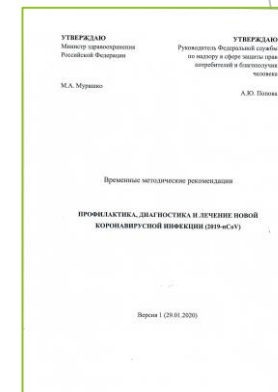 УТВЕРЖДАЮ
Министр здравоохранения
Российской Федерации
М.А. Мурашко
УТВЕРЖДАЮ
Руководитель Федеральной службы
по надзору в сфере защиты прав
потребителей и благополучия
человека
А.Ю. Попова
Временные методические рекомендации
ПРОФИЛАКТИКА, ДИАГНОСТИКА И ЛЕЧЕНИЕ НОВОЙ
КОРОНАВИРУСНОЙ ИНФЕКЦИИ (2019-nCoV)
Версия 1 (29.01.2020)